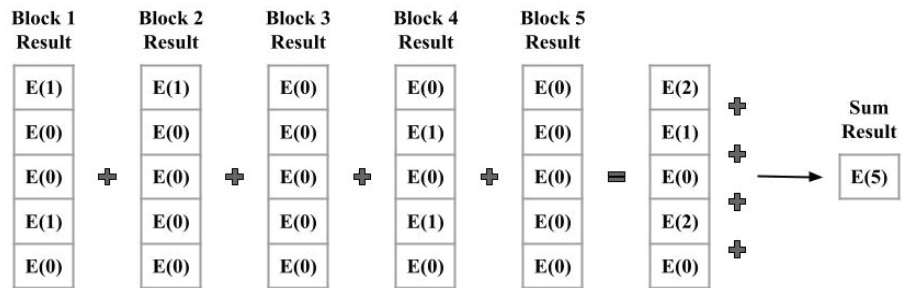 Block 1 Result
Block 2 Result
Block 3 Result
Block 4 Result
Block 5 Result
E(1) E(1) E(0) E(0) E(0) E(2)
E(0) E(0) E(0) E(1) E(0) E(1)
E(0) + E(0) + E(0) + E(0) + E(0) = E(0)
E(1) E(0) E(0) E(1) E(0) E(2)
E(0) E(0) E(0) E(0) E(0) E(0)
+
+
+
+
Sum
Result
E(5)